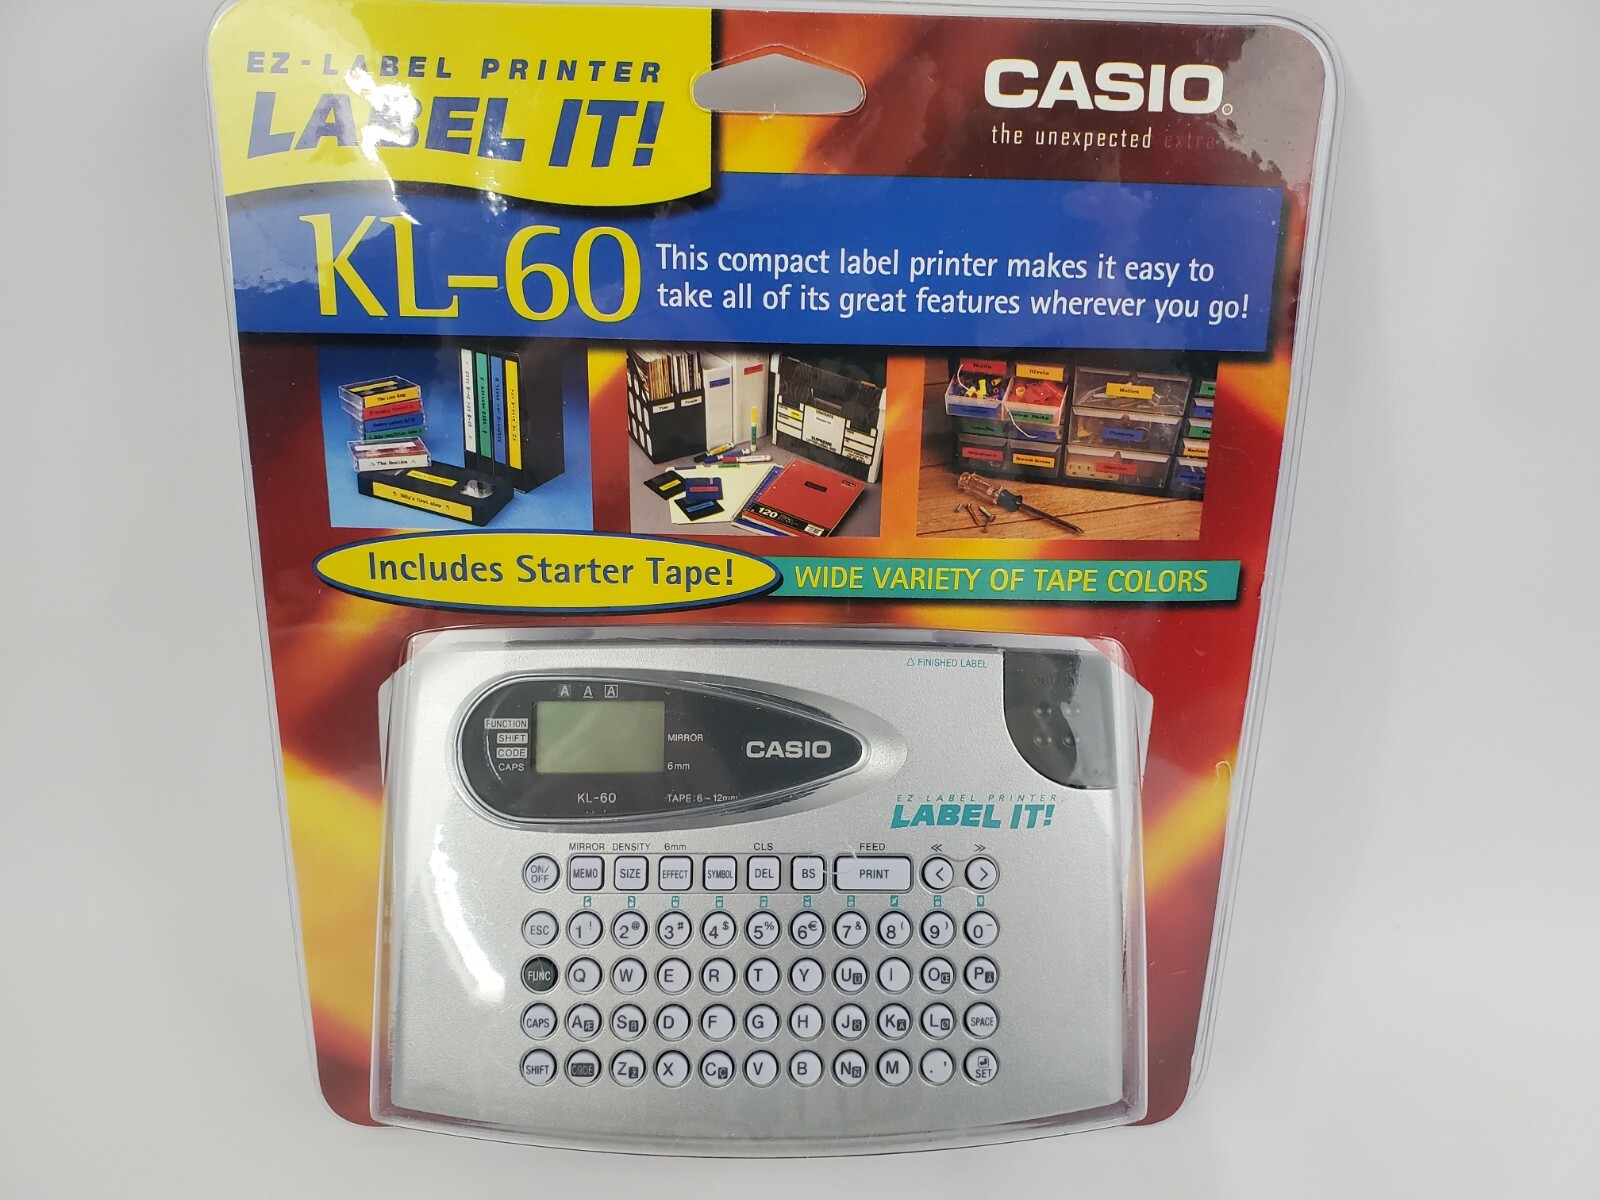 EZ-LABEL PRINTER
LABEL IT!
CASIO
the unexpected extra
KL-60
This compact label printer makes it easy to
take all of its great features wherever you go!
The Beatles
120
Includes Starter Tape!
WIDE VARIETY OF TAPE COLORS
△ FINISHED LABEL
A A A
FUNCTION
SHIFT
CODE
CAPS
MIRROR
6mm
CASIO
KL-60
TAPE:6~12mm
EZ-LABEL PRINTER
LABEL IT!
MIRROR DENSITY 6mm CLS FEED ≪ ≫
ON/OFF MEMO SIZE EFFECT SYMBOL DEL BS PRINT < >
ESC 1! 2@ 3# 4$ 5% 6€ 7& 8( 9) 0-
FUNC Q W E R T Y U I O P
CAPS A S D F G H J K L SPACE
SHIFT CODE Z X C V B N M . ' SET